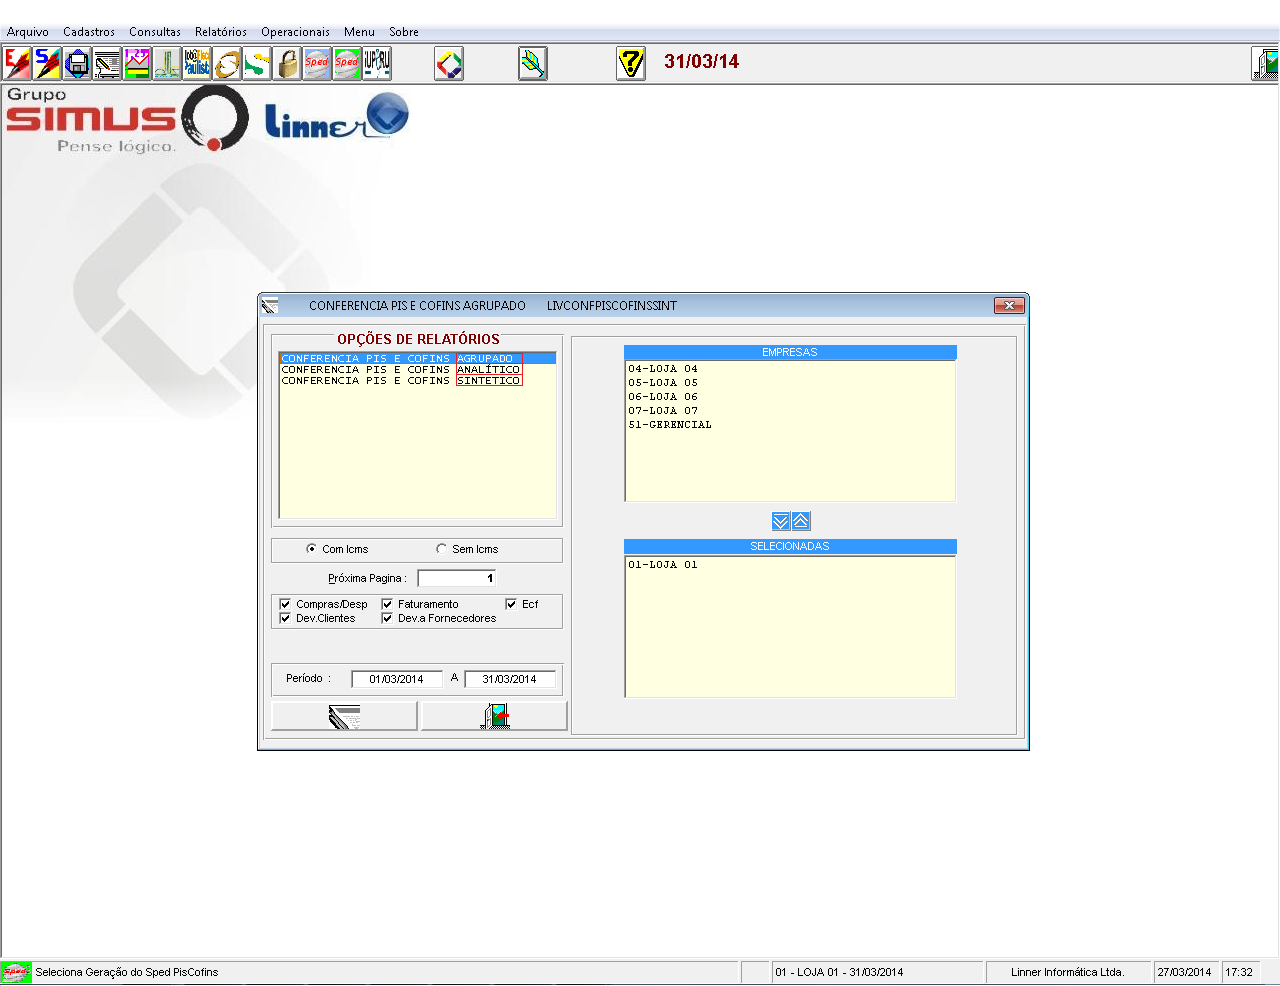 Arquivo Cadastros Consultas Relatórios Operacionais Menu Sobre
E S 1,23 Sped Sped 31/03/14
Grupo
SIMUS Linner
Pense lógico.
CONFERENCIA PIS E COFINS AGRUPADO LIVCONFPISCOFINSSINT
OPÇÕES DE RELATÓRIOS
CONFERENCIA PIS E COFINS AGRUPADO
CONFERENCIA PIS E COFINS ANALÍTICO
CONFERENCIA PIS E COFINS SINTETICO
Com Icms Sem Icms
Próxima Pagina : 1
Compras/Desp Faturamento Ecf
Dev.Clientes Dev.a Fornecedores
Período : 01/03/2014 A 31/03/2014
EMPRESAS
04-LOJA 04
05-LOJA 05
06-LOJA 06
07-LOJA 07
51-GERENCIAL
SELECIONADAS
01-LOJA 01
Sped Seleciona Geração do Sped PisCofins 01 - LOJA 01 - 31/03/2014 Linner Informática Ltda. 27/03/2014 17:32